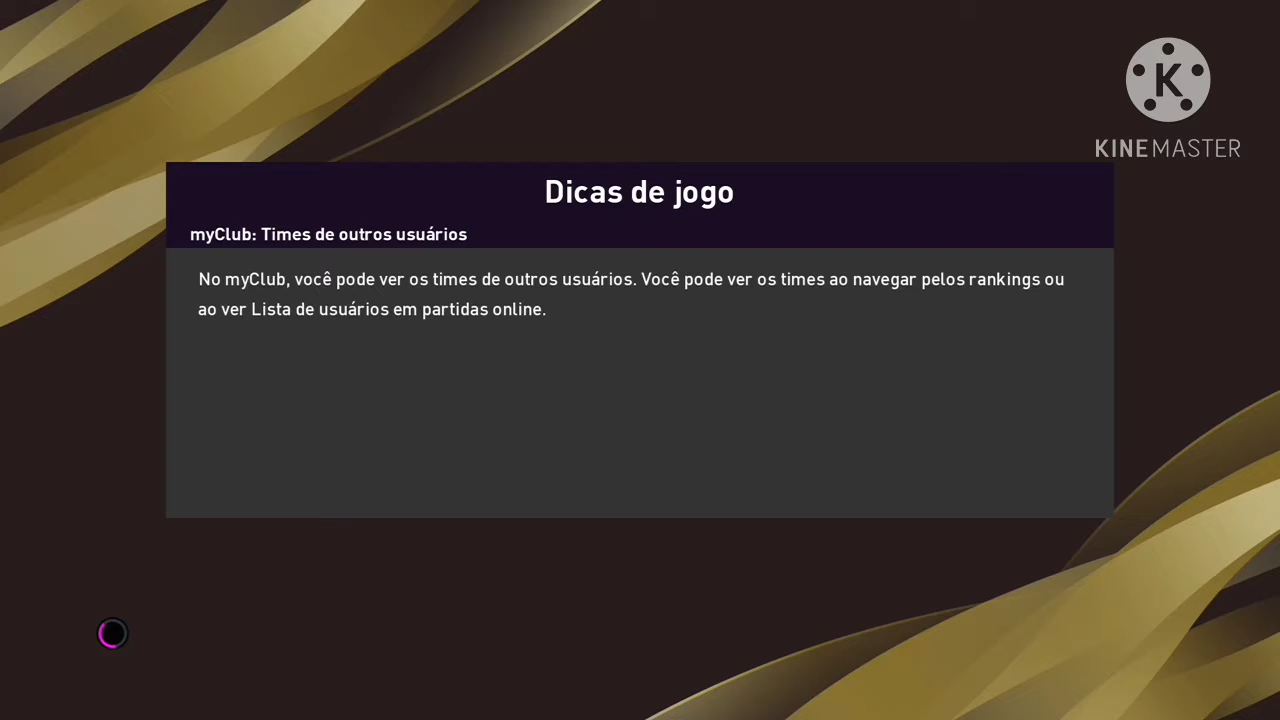 K
KINEMASTER
Dicas de jogo
myClub: Times de outros usuários
No myClub, você pode ver os times de outros usuários. Você pode ver os times ao navegar pelos rankings ou
ao ver Lista de usuários em partidas online.